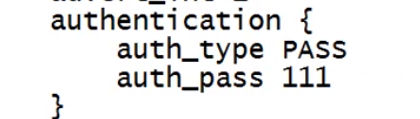 authentication {
    auth_type PASS
    auth_pass 111
}